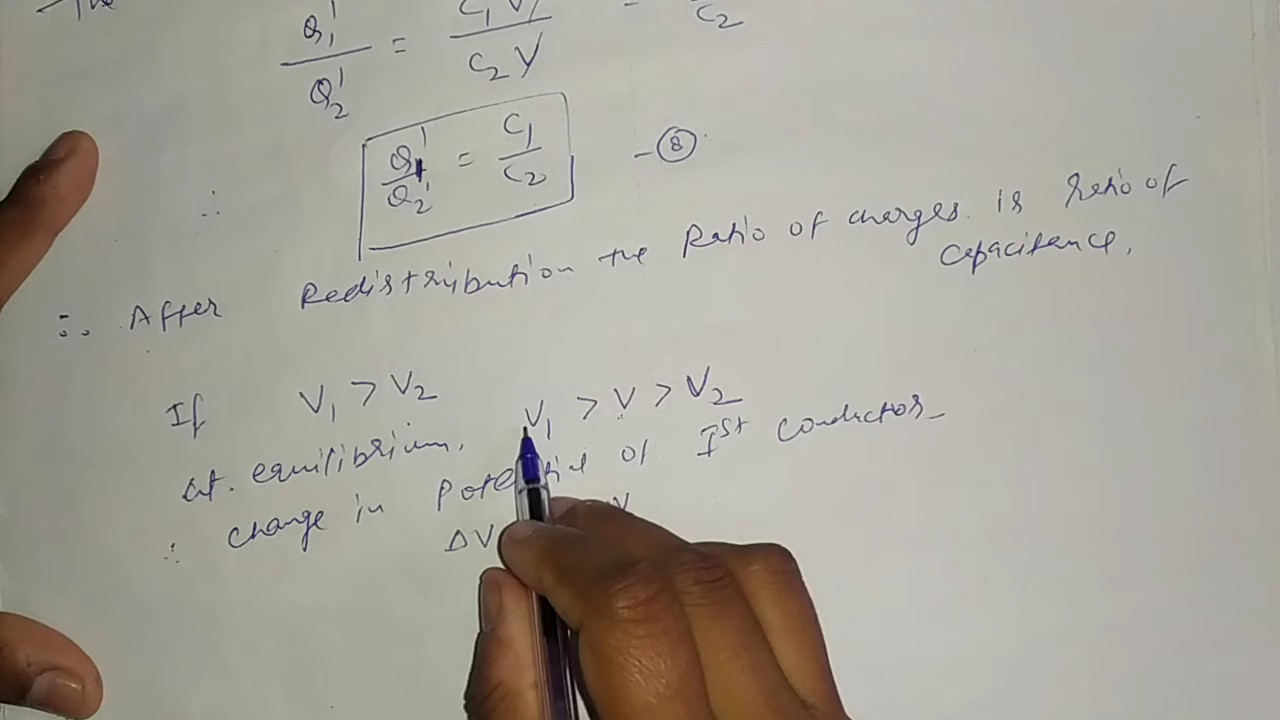 The
Q₁' / Q₂' = C₁V / C₂V = / C₂
∴ Q₁' / Q₂' = C₁ / C₂ - ⑧
∴ After Redistribution the Ratio of charges is Ratio of
capacitance.
If V₁ > V₂
at equilibrium, V₁ > V > V₂
∴ change in potential of Iˢᵗ conductor
ΔV V